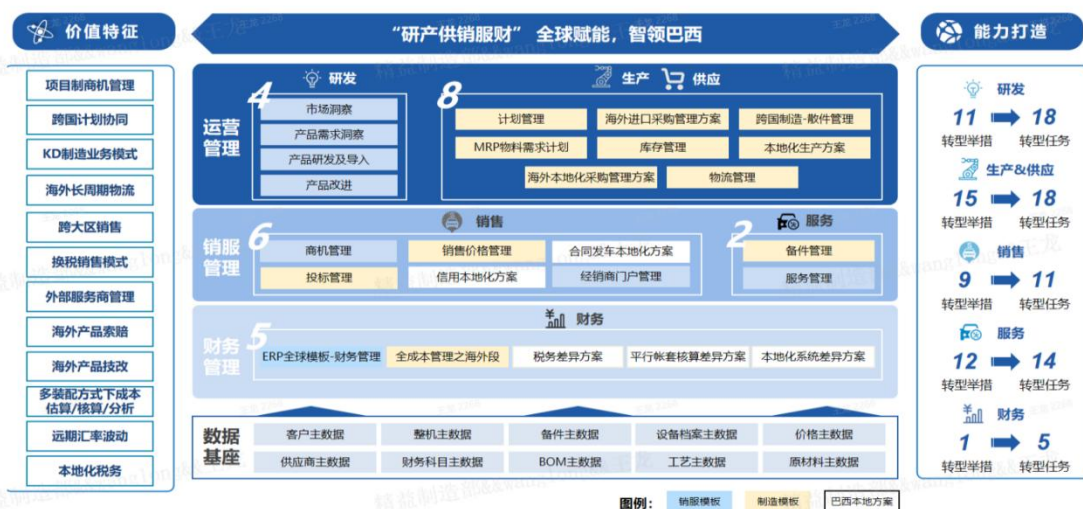 价值特征
项目制商机管理
跨国计划协同
KD制造业务模式
海外长周期物流
跨大区销售
换税销售模式
外部服务商管理
海外产品索赔
海外产品技改
多装配方式下成本
估算/核算/分析
远期汇率波动
本地化税务
“研产供销服财” 全球赋能，智领巴西
运营
管理
4
研发
市场洞察
产品需求洞察
产品研发及导入
产品改进
8
生产 供应
计划管理 海外进口采购管理方案 跨国制造-散件管理
MRP物料需求计划 库存管理 本地化生产方案
海外本地化采购管理方案 物流管理
销服
管理
6
销售
商机管理 销售价格管理 合同发车本地化方案
投标管理 信用本地化方案 经销商门户管理
2
服务
备件管理
服务管理
财务
管理
5
财务
ERP全球模板-财务管理 全成本管理之海外段 税务差异方案 平行帐套核算差异方案 本地化系统差异方案
数据
基座
客户主数据 整机主数据 备件主数据 设备档案主数据 价格主数据
供应商主数据 财务科目主数据 BOM主数据 工艺主数据 原材料主数据
图例： 销服模板 制造模板 巴西本地方案
能力打造
研发
11 18
转型举措 转型任务
生产&供应
15 18
转型举措 转型任务
销售
9 11
转型举措 转型任务
服务
12 14
转型举措 转型任务
财务
1 5
转型举措 转型任务